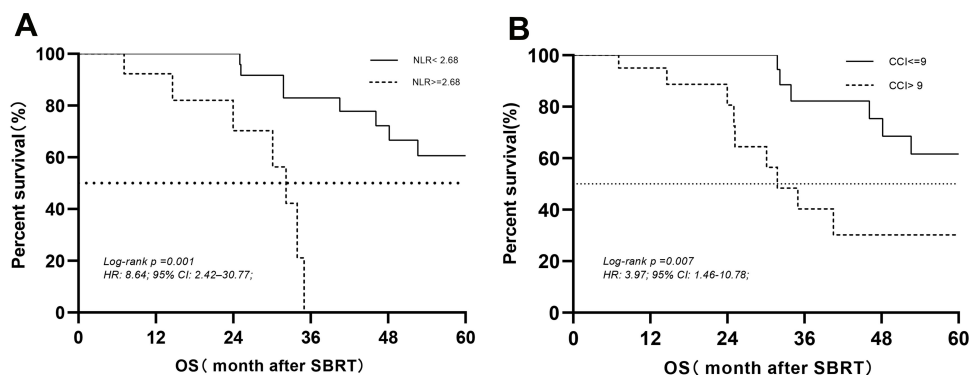 A
Percent survival(%)
100
80
60
40
20
0
NLR< 2.68
NLR>=2.68
Log-rank p =0.001
HR: 8.64; 95% CI: 2.42–30.77;
0 12 24 36 48 60
OS( month after SBRT)
B
Percent survival(%)
100
80
60
40
20
0
CCI<=9
CCI> 9
Log-rank p =0.007
HR: 3.97; 95% CI: 1.46-10.78;
0 12 24 36 48 60
OS( month after SBRT)